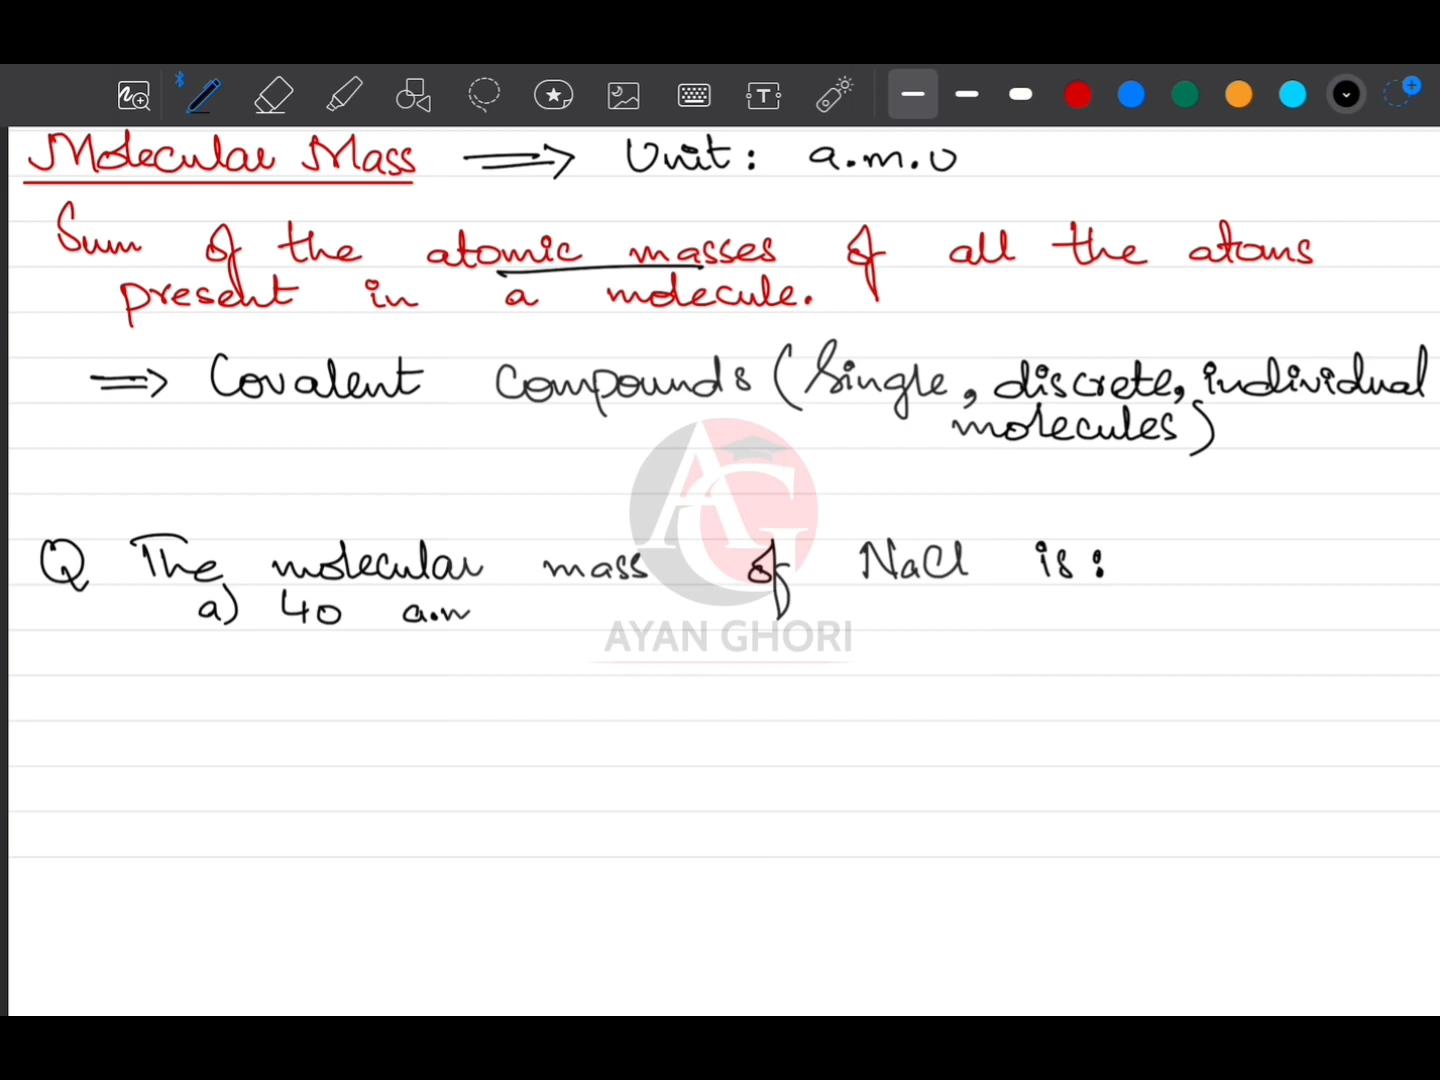 Molecular Mass ⟹ Unit: a.m.u
Sum of the atomic masses of all the atoms
present in a molecule.
⟹ Covalent Compounds (Single, discrete, individual
molecules)
Q The molecular mass of NaCl is:
a) 40 a.m
AG
AYAN GHORI